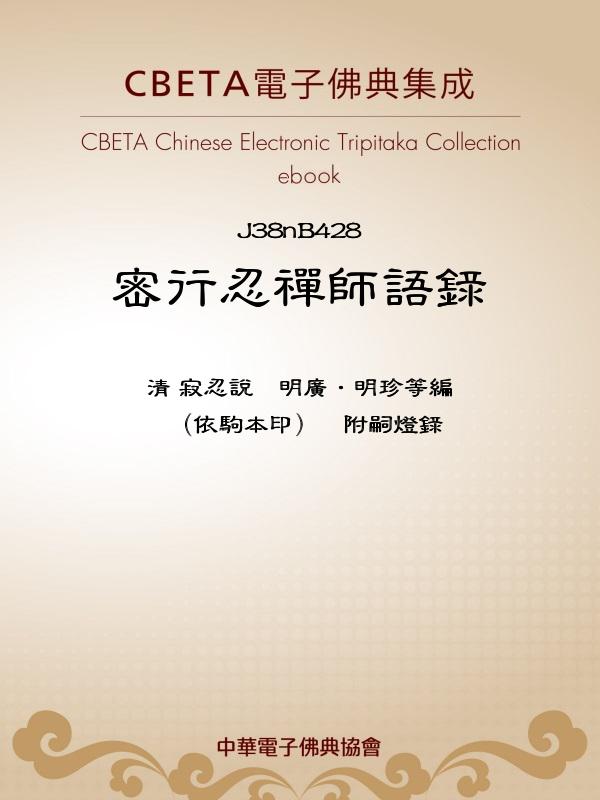 CBETA電子佛典集成
CBETA Chinese Electronic Tripitaka Collection
ebook
J38nB428
密行忍禪師語錄
清 寂忍說　明廣．明珍等編
（依駒本印）　附嗣燈錄
中華電子佛典協會